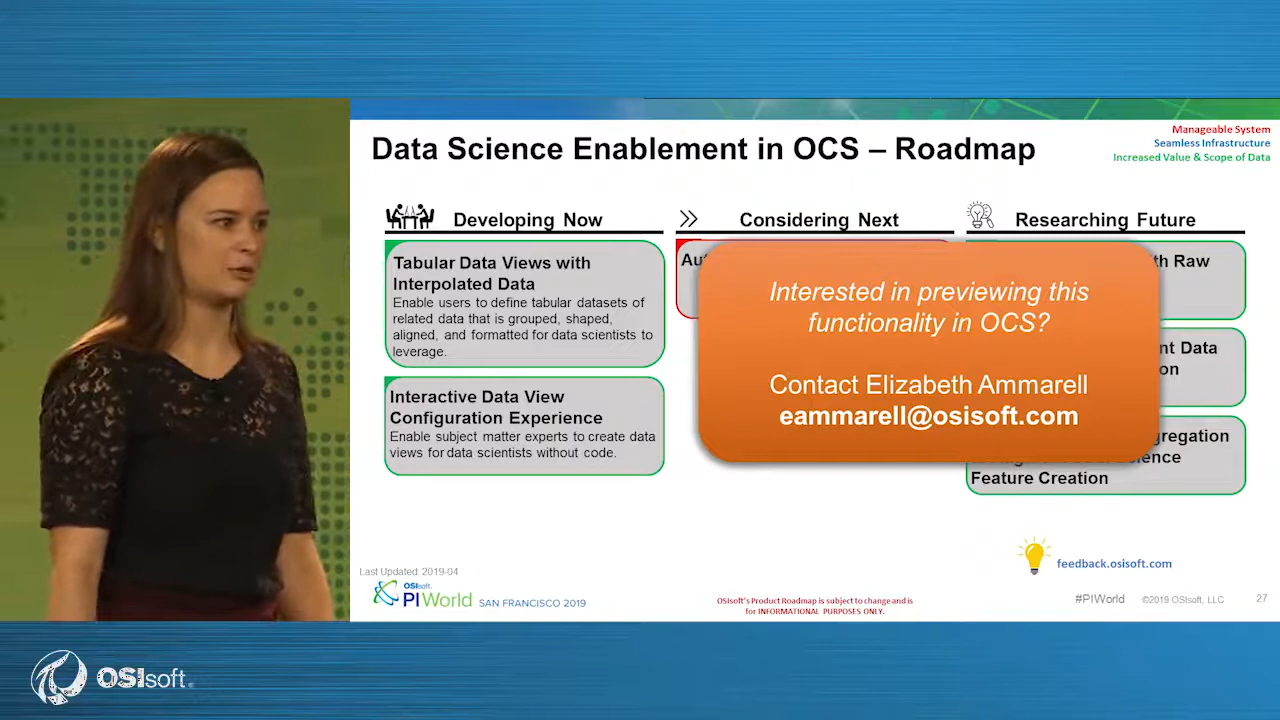 Data Science Enablement in OCS – Roadmap
Manageable System
Seamless Infrastructure
Increased Value & Scope of Data
Developing Now
Considering Next
Researching Future
Tabular Data Views with
Interpolated Data
Enable users to define tabular datasets of
related data that is grouped, shaped,
aligned, and formatted for data scientists to
leverage.
Interactive Data View
Configuration Experience
Enable subject matter experts to create data
views for data scientists without code.
Interested in previewing this
functionality in OCS?
Contact Elizabeth Ammarell
eammarell@osisoft.com
Raw
Data
Feature Creation
feedback.osisoft.com
Last Updated: 2019-04
OSIsoft.
PI World SAN FRANCISCO 2019
OSIsoft's Product Roadmap is subject to change and is
for INFORMATIONAL PURPOSES ONLY.
#PIWorld ©2019 OSIsoft, LLC 27
OSIsoft.